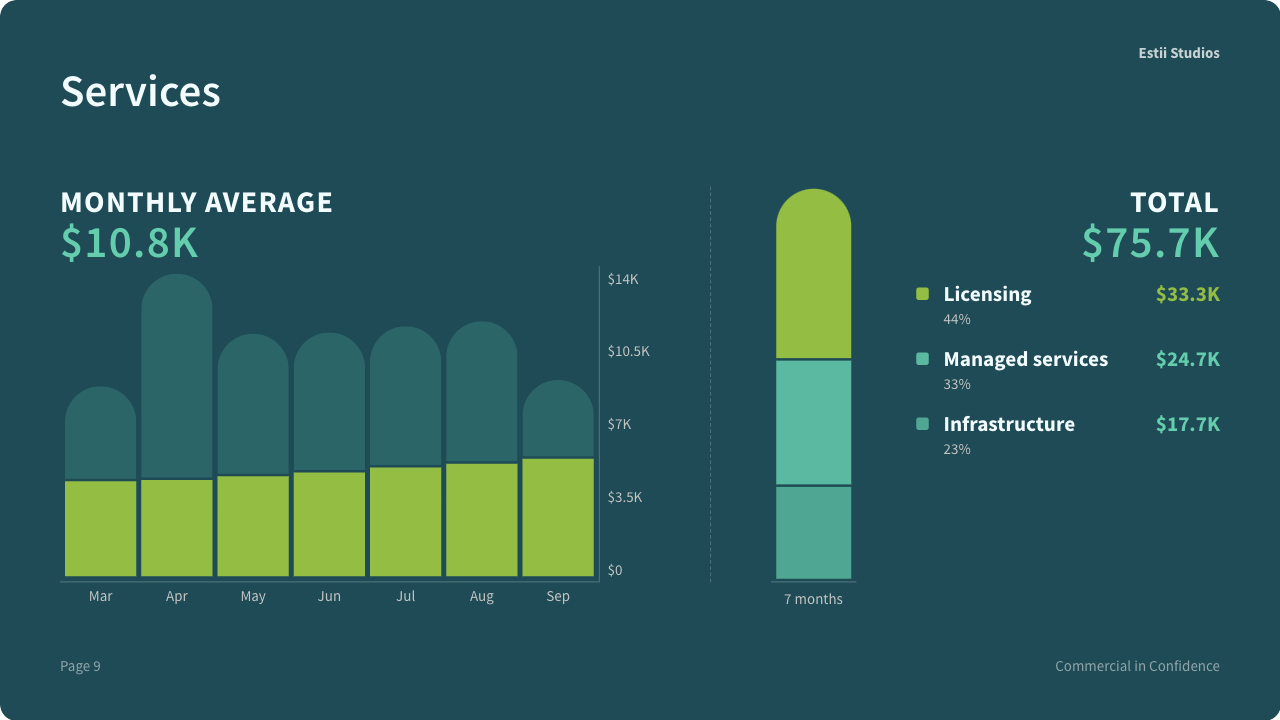 Estii Studios
Services
MONTHLY AVERAGE
$10.8K
$14K
$10.5K
$7K
$3.5K
$0
Mar Apr May Jun Jul Aug Sep
7 months
TOTAL
$75.7K
Licensing $33.3K
44%
Managed services $24.7K
33%
Infrastructure $17.7K
23%
Page 9
Commercial in Confidence